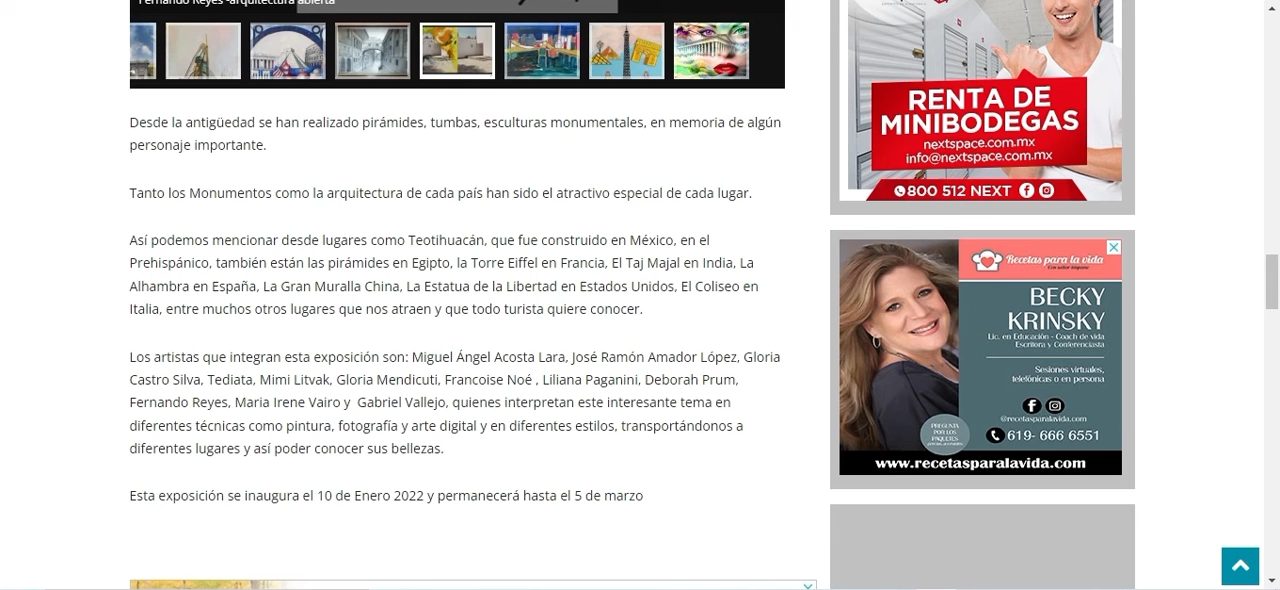 Fernando Reyes -arquitectura abierta
Desde la antigüedad se han realizado pirámides, tumbas, esculturas monumentales, en memoria de algún
personaje importante.
Tanto los Monumentos como la arquitectura de cada país han sido el atractivo especial de cada lugar.
Así podemos mencionar desde lugares como Teotihuacán, que fue construido en México, en el
Prehispánico, también están las pirámides en Egipto, la Torre Eiffel en Francia, El Taj Majal en India, La
Alhambra en España, La Gran Muralla China, La Estatua de la Libertad en Estados Unidos, El Coliseo en
Italia, entre muchos otros lugares que nos atraen y que todo turista quiere conocer.
Los artistas que integran esta exposición son: Miguel Ángel Acosta Lara, José Ramón Amador López, Gloria
Castro Silva, Tediata, Mimi Litvak, Gloria Mendicuti, Francoise Noé , Liliana Paganini, Deborah Prum,
Fernando Reyes, Maria Irene Vairo y  Gabriel Vallejo, quienes interpretan este interesante tema en
diferentes técnicas como pintura, fotografía y arte digital y en diferentes estilos, transportándonos a
diferentes lugares y así poder conocer sus bellezas.
Esta exposición se inaugura el 10 de Enero 2022 y permanecerá hasta el 5 de marzo
RENTA DE
MINIBODEGAS
nextspace.com.mx
info@nextspace.com.mx
800 512 NEXT
Recetas para la vida
BECKY
KRINSKY
Lic. en Educación - Coach de vida
Escritora y Conferencista
Sesiones virtuales,
telefónicas o en persona
@recetasparalavida.com
PREGUNTA
POR LOS
PAQUETES
619- 666 6551
www.recetasparalavida.com